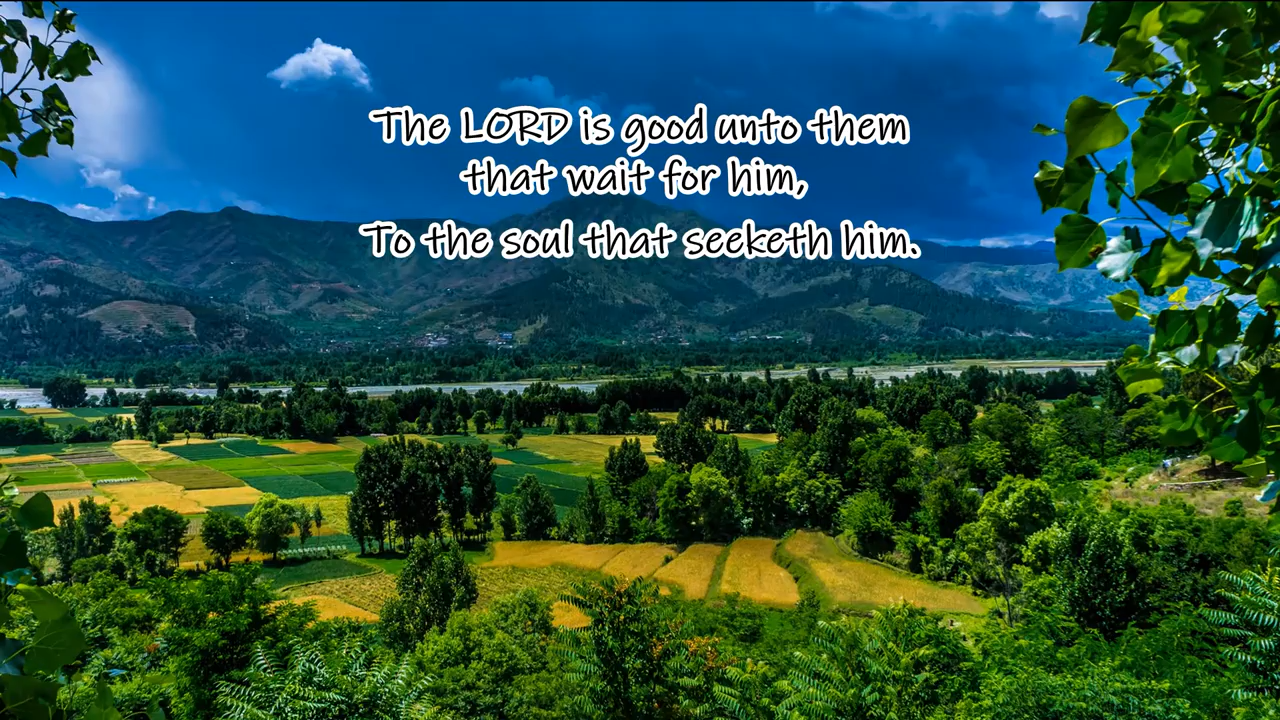 The LORD is good unto them
that wait for him,
To the soul that seeketh him.